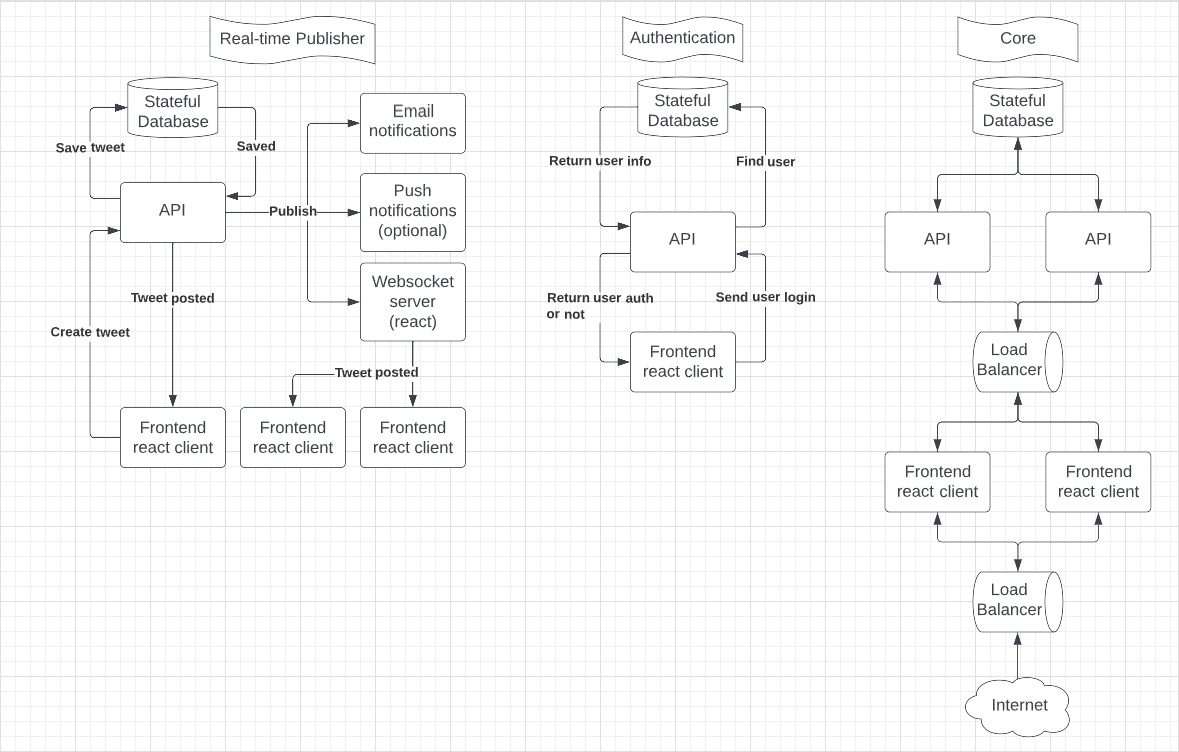 Real-time Publisher
Stateful
Database
Save tweet
Saved
API
Publish
Email
notifications
Push
notifications
(optional)
Websocket
server
(react)
Tweet posted
Create tweet
Tweet posted
Frontend
react client
Frontend
react client
Frontend
react client
Authentication
Stateful
Database
Return user info
Find user
API
Return user auth
or not
Send user login
Frontend
react client
Core
Stateful
Database
API
API
Load
Balancer
Frontend
react client
Frontend
react client
Load
Balancer
Internet